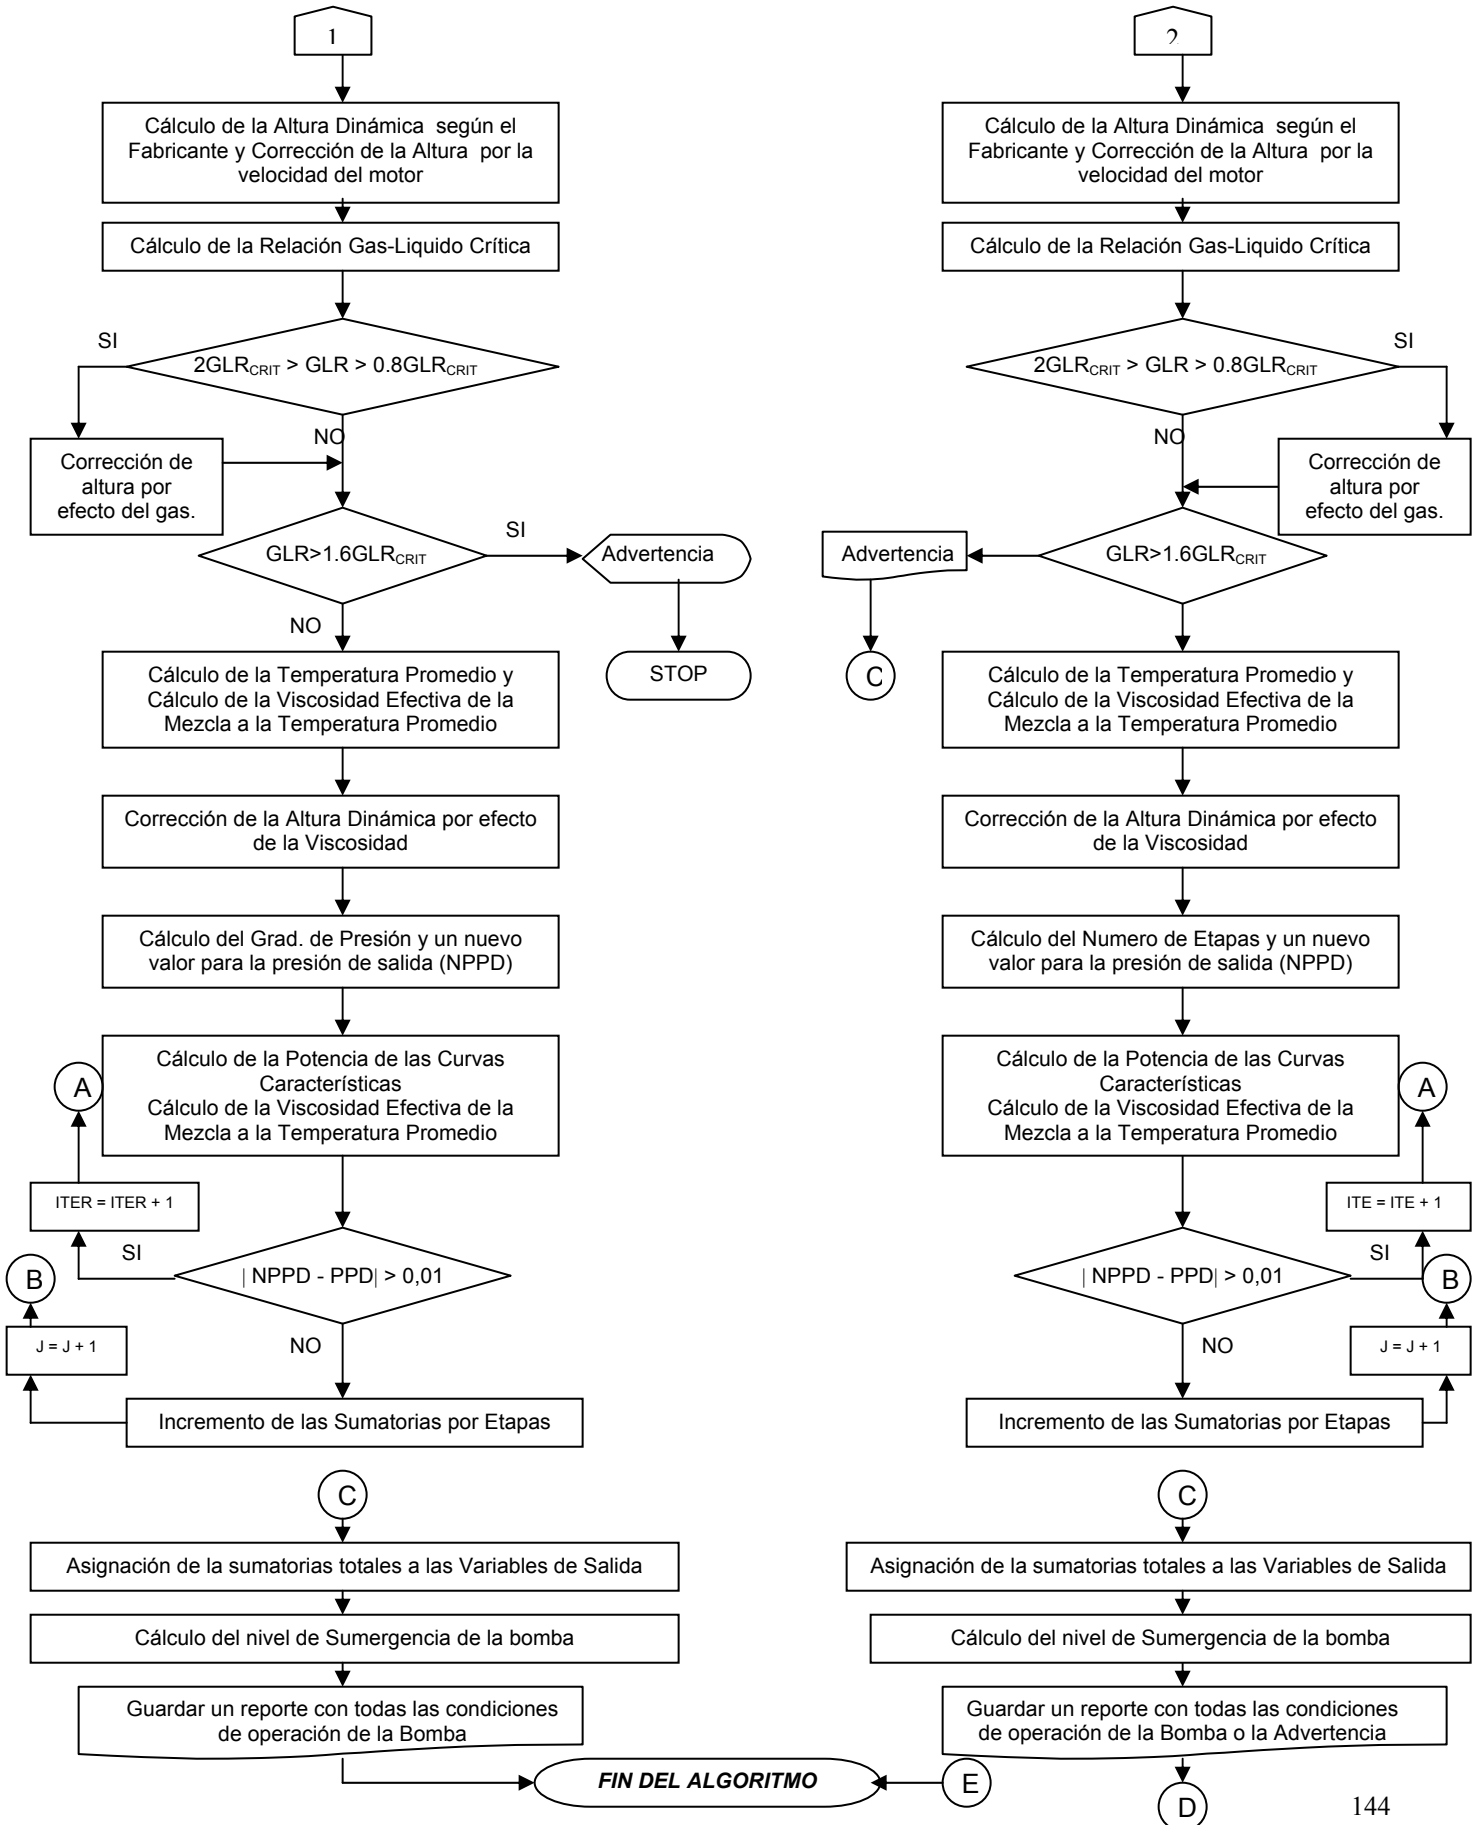 1
Cálculo de la Altura Dinámica según el
Fabricante y Corrección de la Altura por la
velocidad del motor
Cálculo de la Relación Gas-Liquido Crítica
SI
2GLRCRIT > GLR > 0.8GLRCRIT
NO
Corrección de
altura por
efecto del gas.
GLR>1.6GLRCRIT
SI
Advertencia
STOP
NO
Cálculo de la Temperatura Promedio y
Cálculo de la Viscosidad Efectiva de la
Mezcla a la Temperatura Promedio
Corrección de la Altura Dinámica por efecto
de la Viscosidad
Cálculo del Grad. de Presión y un nuevo
valor para la presión de salida (NPPD)
Cálculo de la Potencia de las Curvas
Características
Cálculo de la Viscosidad Efectiva de la
Mezcla a la Temperatura Promedio
A
ITER = ITER + 1
SI
| NPPD - PPD| > 0,01
B
J = J + 1
NO
Incremento de las Sumatorias por Etapas
C
Asignación de la sumatorias totales a las Variables de Salida
Cálculo del nivel de Sumergencia de la bomba
Guardar un reporte con todas las condiciones
de operación de la Bomba
FIN DEL ALGORITMO
2
Cálculo de la Altura Dinámica según el
Fabricante y Corrección de la Altura por la
velocidad del motor
Cálculo de la Relación Gas-Liquido Crítica
2GLRCRIT > GLR > 0.8GLRCRIT
SI
NO
Corrección de
altura por
efecto del gas.
Advertencia
GLR>1.6GLRCRIT
C
Cálculo de la Temperatura Promedio y
Cálculo de la Viscosidad Efectiva de la
Mezcla a la Temperatura Promedio
Corrección de la Altura Dinámica por efecto
de la Viscosidad
Cálculo del Numero de Etapas y un nuevo
valor para la presión de salida (NPPD)
Cálculo de la Potencia de las Curvas
Características
Cálculo de la Viscosidad Efectiva de la
Mezcla a la Temperatura Promedio
A
ITE = ITE + 1
SI
| NPPD - PPD| > 0,01
B
NO
J = J + 1
Incremento de las Sumatorias por Etapas
C
Asignación de la sumatorias totales a las Variables de Salida
Cálculo del nivel de Sumergencia de la bomba
Guardar un reporte con todas las condiciones
de operación de la Bomba o la Advertencia
E
D
144